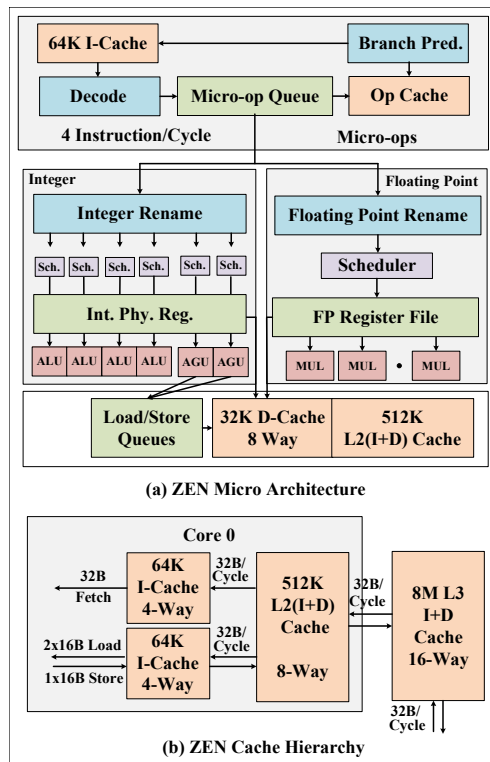 64K I-Cache
Branch Pred.
Decode
Micro-op Queue
Op Cache
4 Instruction/Cycle
Micro-ops
Integer
Floating Point
Integer Rename
Floating Point Rename
Sch. Sch. Sch. Sch. Sch. Sch.
Scheduler
Int. Phy. Reg.
FP Register File
ALU ALU ALU ALU AGU AGU
MUL MUL • MUL
Load/Store
Queues
32K D-Cache
8 Way
512K
L2(I+D) Cache
(a) ZEN Micro Architecture
Core 0
32B
Fetch
64K
I-Cache
4-Way
32B/
Cycle
512K
L2(I+D)
Cache
8-Way
32B/
Cycle
8M L3
I+D
Cache
16-Way
2x16B Load
1x16B Store
64K
I-Cache
4-Way
32B/
Cycle
32B/
Cycle
(b) ZEN Cache Hierarchy